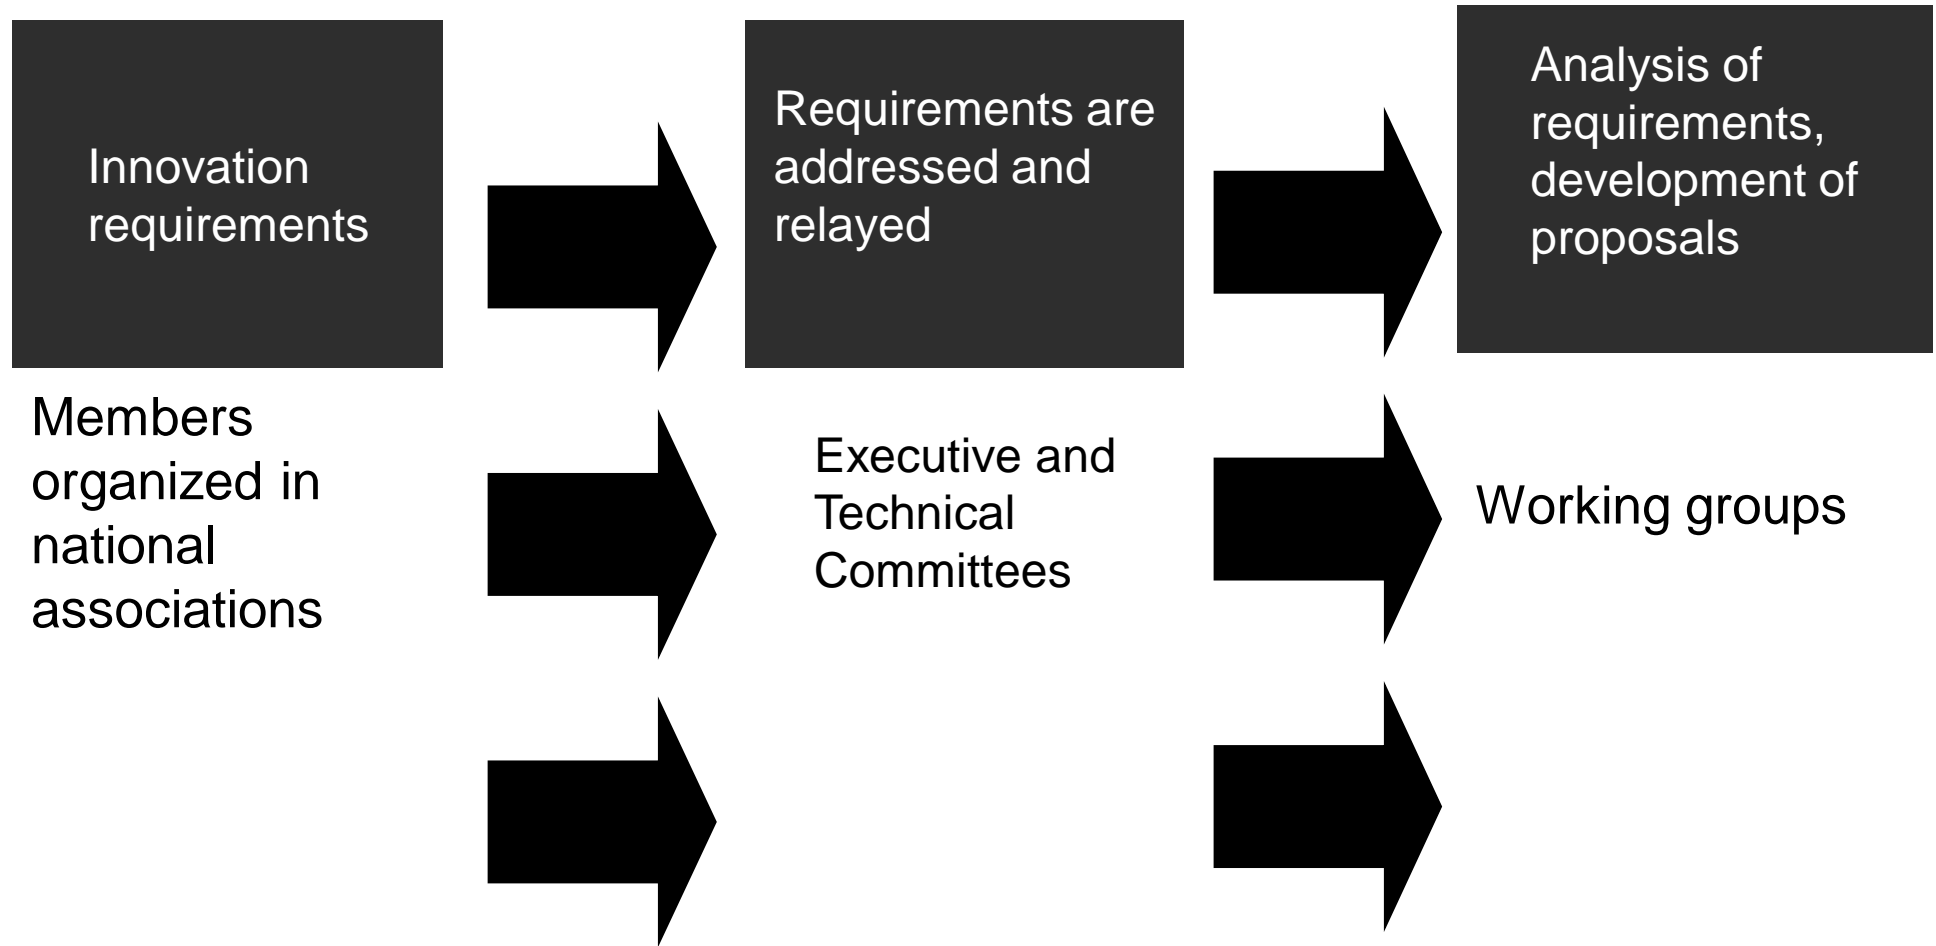 Innovation
requirements
Requirements are
addressed and
relayed
Analysis of
requirements,
development of
proposals
Members
organized in
national
associations
Executive and
Technical
Committees
Working groups